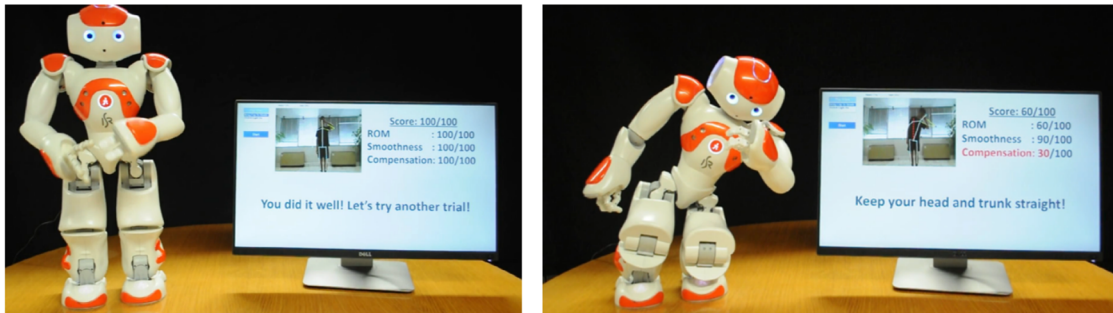 Score: 100/100
ROM : 100/100
Smoothness : 100/100
Compensation: 100/100
You did it well! Let's try another trial!
DELL
Score: 60/100
ROM : 60/100
Smoothness : 90/100
Compensation: 30/100
Keep your head and trunk straight!